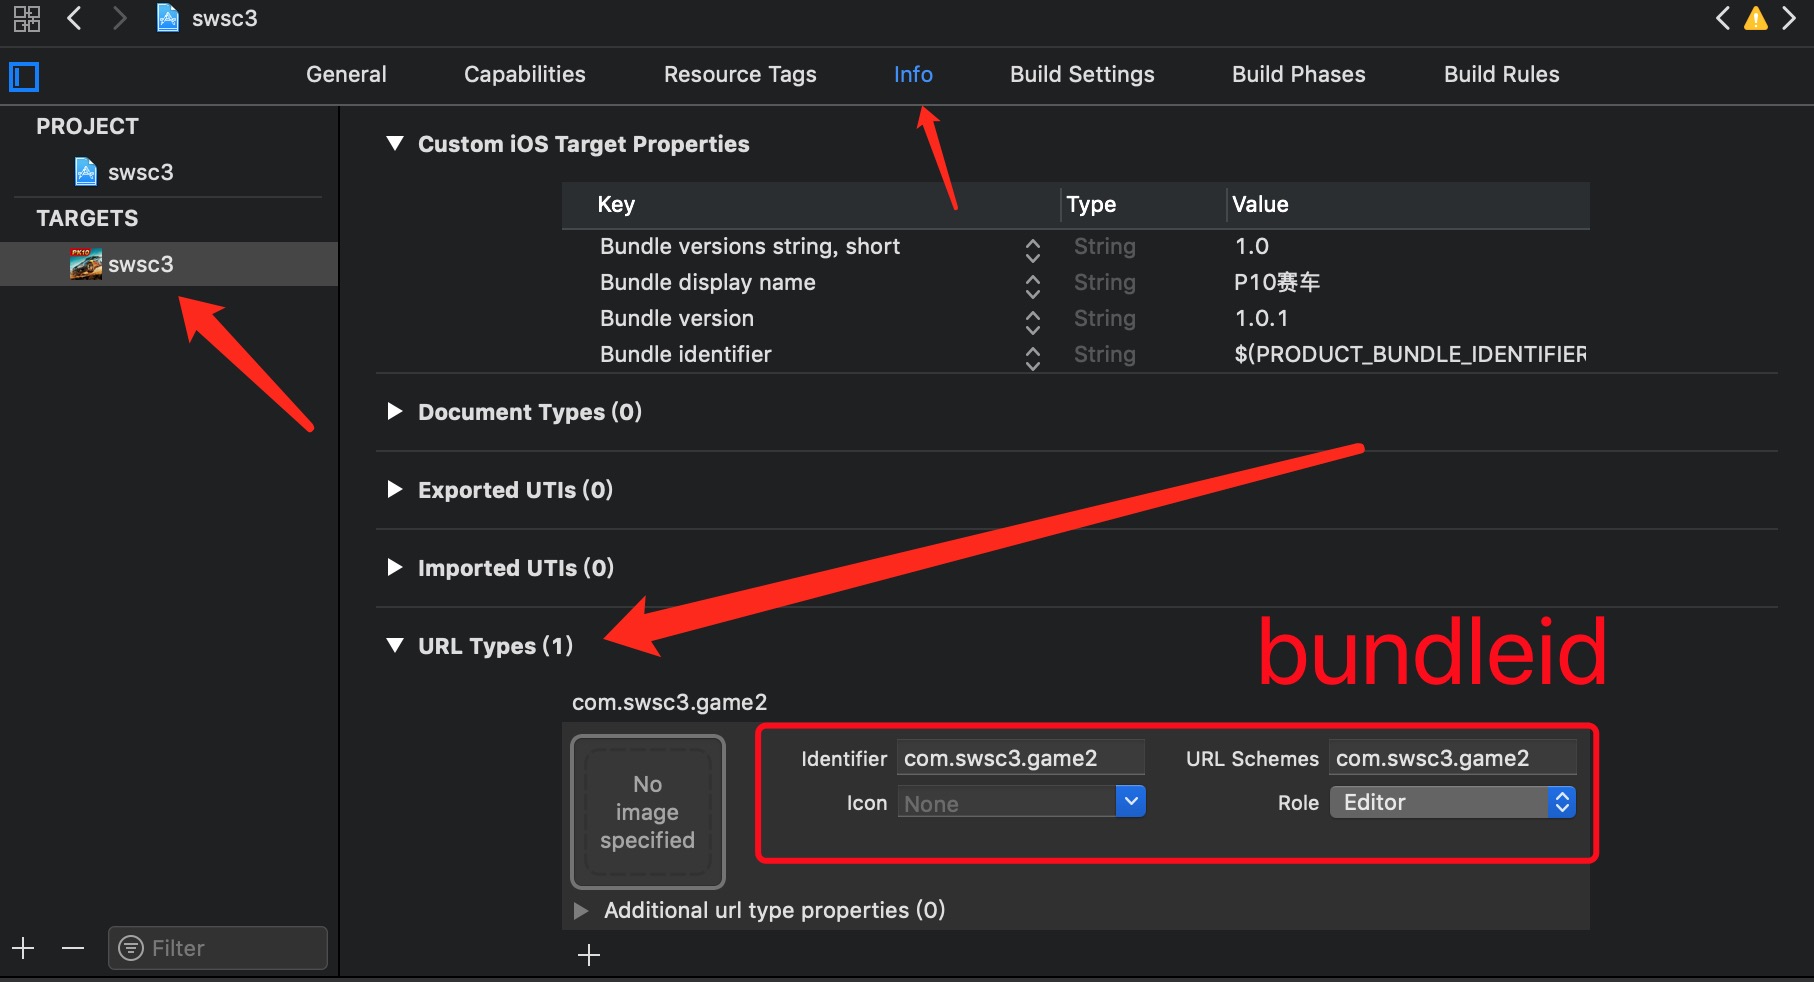 swsc3
General Capabilities Resource Tags Info Build Settings Build Phases Build Rules
PROJECT
swsc3
TARGETS
PK10
swsc3
Filter
Custom iOS Target Properties
Key Type Value
Bundle versions string, short String 1.0
Bundle display name String P10赛车
Bundle version String 1.0.1
Bundle identifier String $(PRODUCT_BUNDLE_IDENTIFIER
Document Types (0)
Exported UTIs (0)
Imported UTIs (0)
URL Types (1)
bundleid
com.swsc3.game2
No
image
specified
Identifier com.swsc3.game2 URL Schemes com.swsc3.game2
Icon None Role Editor
Additional url type properties (0)